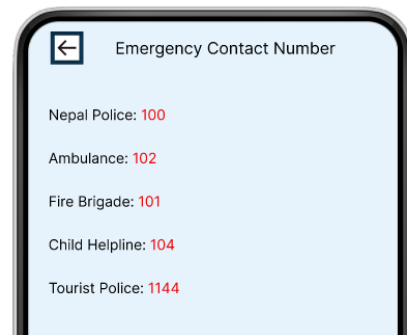 Emergency Contact Number
Nepal Police: 100
Ambulance: 102
Fire Brigade: 101
Child Helpline: 104
Tourist Police: 1144